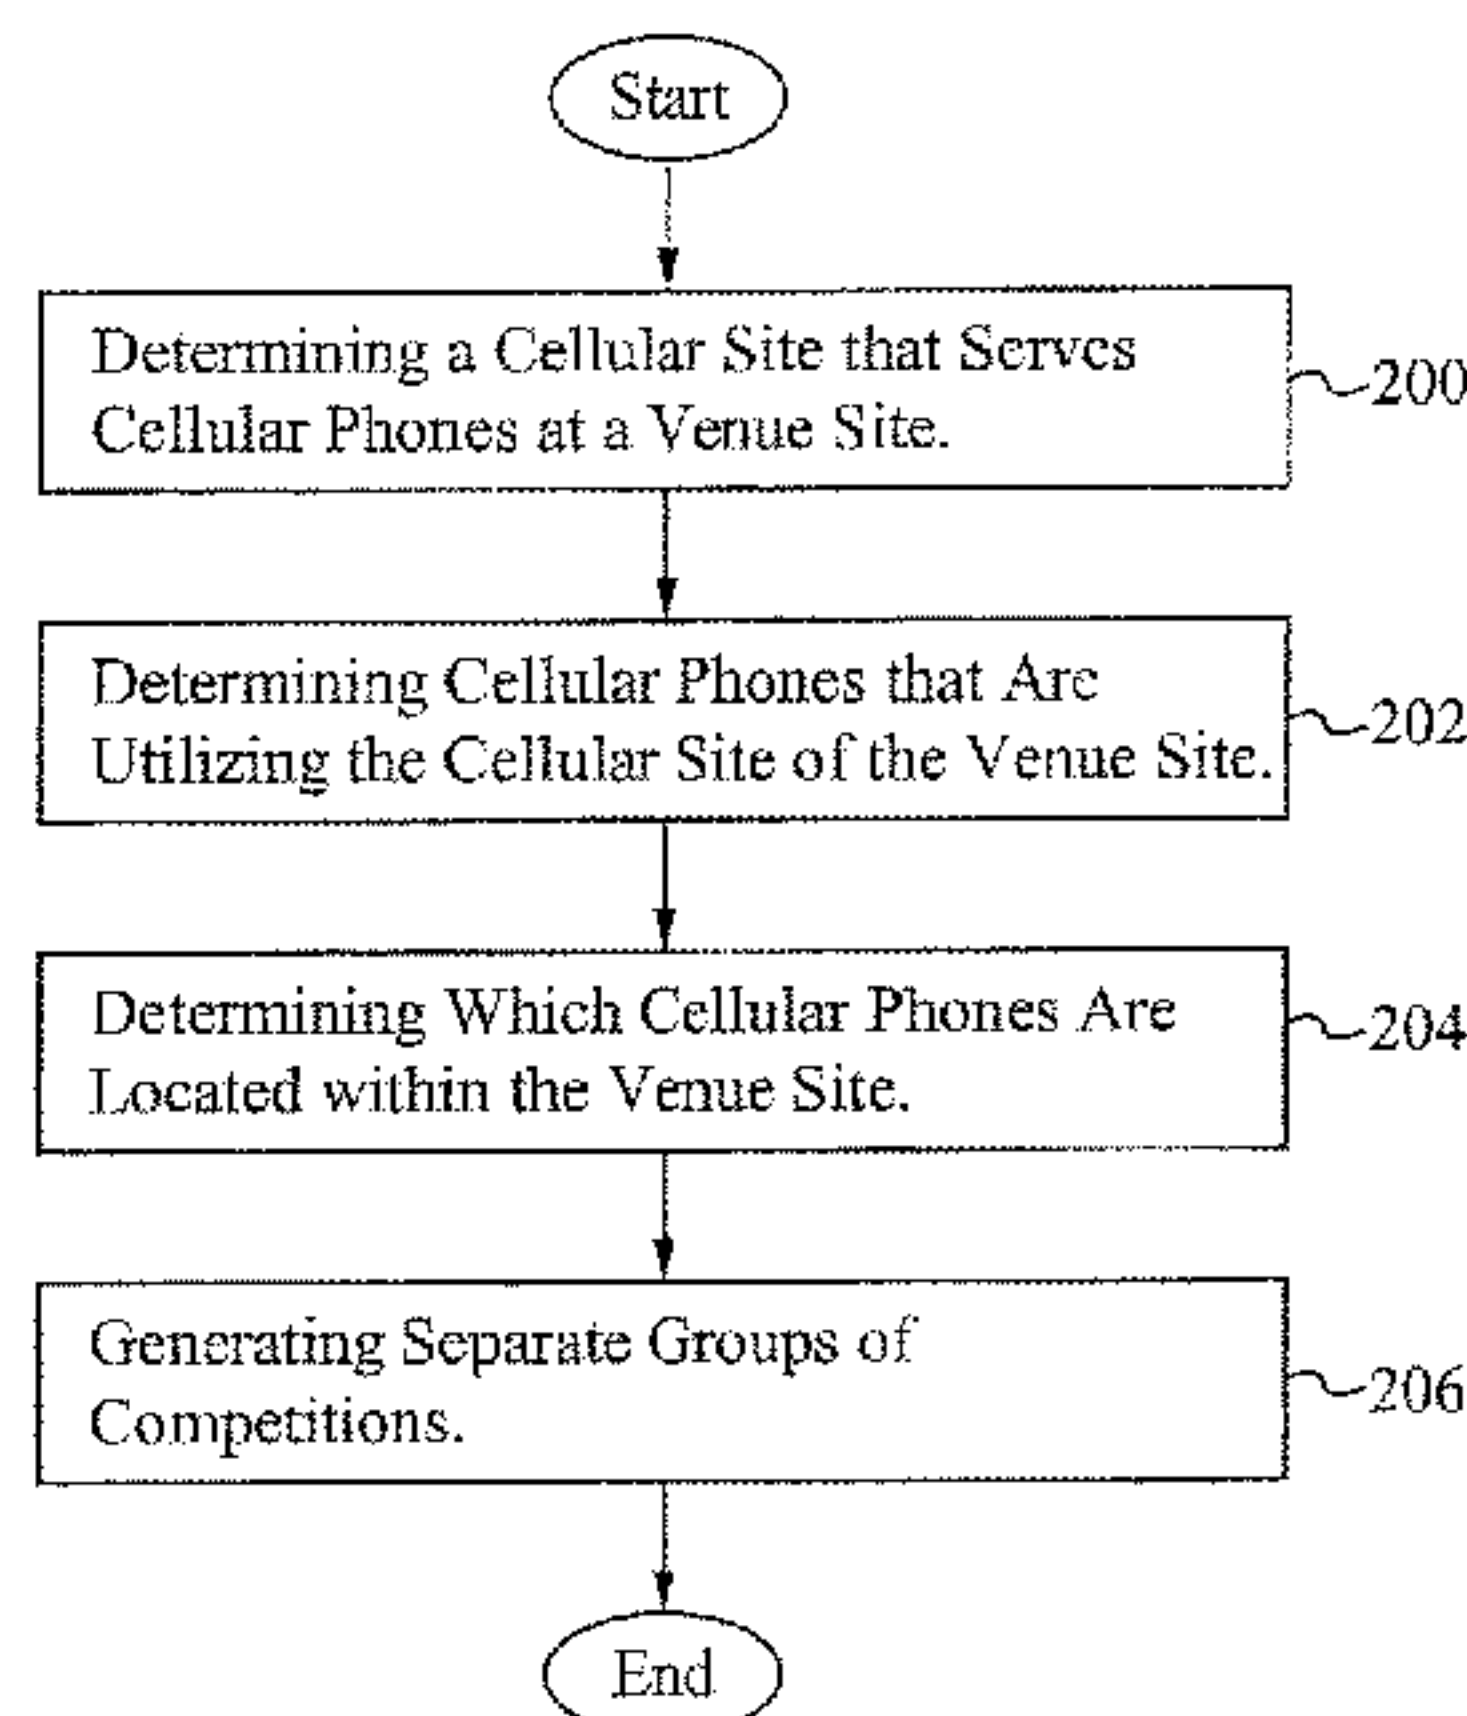 Start
Determining a Cellular Site that Serves
Cellular Phones at a Venue Site.
200
Determining Cellular Phones that Are
Utilizing the Cellular Site of the Venue Site.
202
Determining Which Cellular Phones Are
Located within the Venue Site.
204
Generating Separate Groups of
Competitions.
206
End